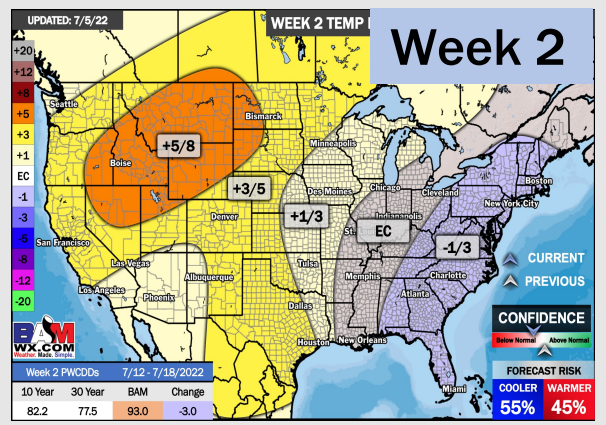 UPDATED: 7/5/22
WEEK 2 TEMP
Week 2
+20
+12
+8
+5
+3
+1
EC
-1
-3
-5
-8
-12
-20
Seattle
Bismarck
Minneapolis
+5/8
Boise
+3/5
Des Moines
Chicago
Cleveland
Boston
New York City
Denver
+1/3
Indianapolis
St.
EC
-1/3
San Francisco
Las Vegas
Tulsa
Los Angeles
Phoenix
Albuquerque
Memphis
Charlotte
Atlanta
Dallas
Houston
New Orleans
Miami
CURRENT
PREVIOUS
CONFIDENCE
Below Normal
Above Normal
FORECAST RISK
COOLER
WARMER
55%
45%
BAM
WX.COM
Weather. Made. Simple.
Week 2 PWCDDs 7/12 - 7/18/2022
10 Year 30 Year BAM Change
82.2 77.5 93.0 -3.0